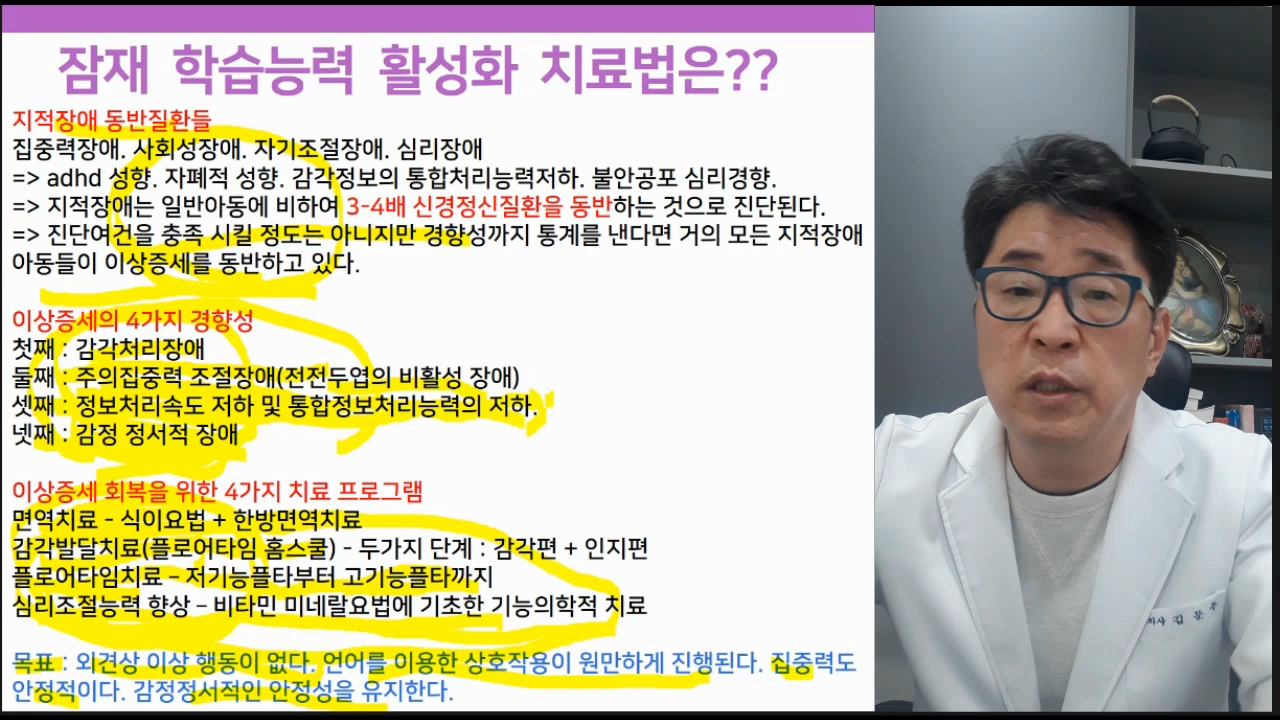 잠재 학습능력 활성화 치료법은??
지적장애 동반질환들
집중력장애. 사회성장애. 자기조절장애. 심리장애
=> adhd 성향. 자폐적 성향. 감각정보의 통합처리능력저하. 불안공포 심리경향.
=> 지적장애는 일반아동에 비하여 3-4배 신경정신질환을 동반하는 것으로 진단된다.
=> 진단여건을 충족 시킬 정도는 아니지만 경향성까지 통계를 낸다면 거의 모든 지적장애
아동들이 이상증세를 동반하고 있다.
이상증세의 4가지 경향성
첫째 : 감각처리장애
둘째 : 주의집중력 조절장애(전전두엽의 비활성 장애)
셋째 : 정보처리속도 저하 및 통합정보처리능력의 저하.
넷째 : 감정 정서적 장애
이상증세 회복을 위한 4가지 치료 프로그램
면역치료 - 식이요법 + 한방면역치료
감각발달치료(플로어타임 홈스쿨) - 두가지 단계 : 감각편 + 인지편
플로어타임치료 – 저기능플타부터 고기능플타까지
심리조절능력 향상 – 비타민 미네랄요법에 기초한 기능의학적 치료
목표 : 외견상 이상 행동이 없다. 언어를 이용한 상호작용이 원만하게 진행된다. 집중력도
안정적이다. 감정정서적인 안정성을 유지한다.
김문주